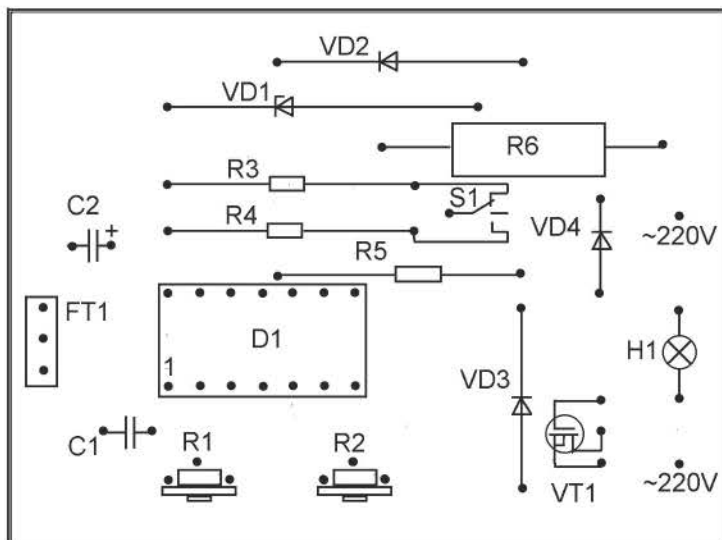 VD2
VD1
R6
R3
S1
C2
R4
+
VD4
~220V
R5
FT1
D1
1
H1
VD3
C1
R1
R2
VT1
~220V